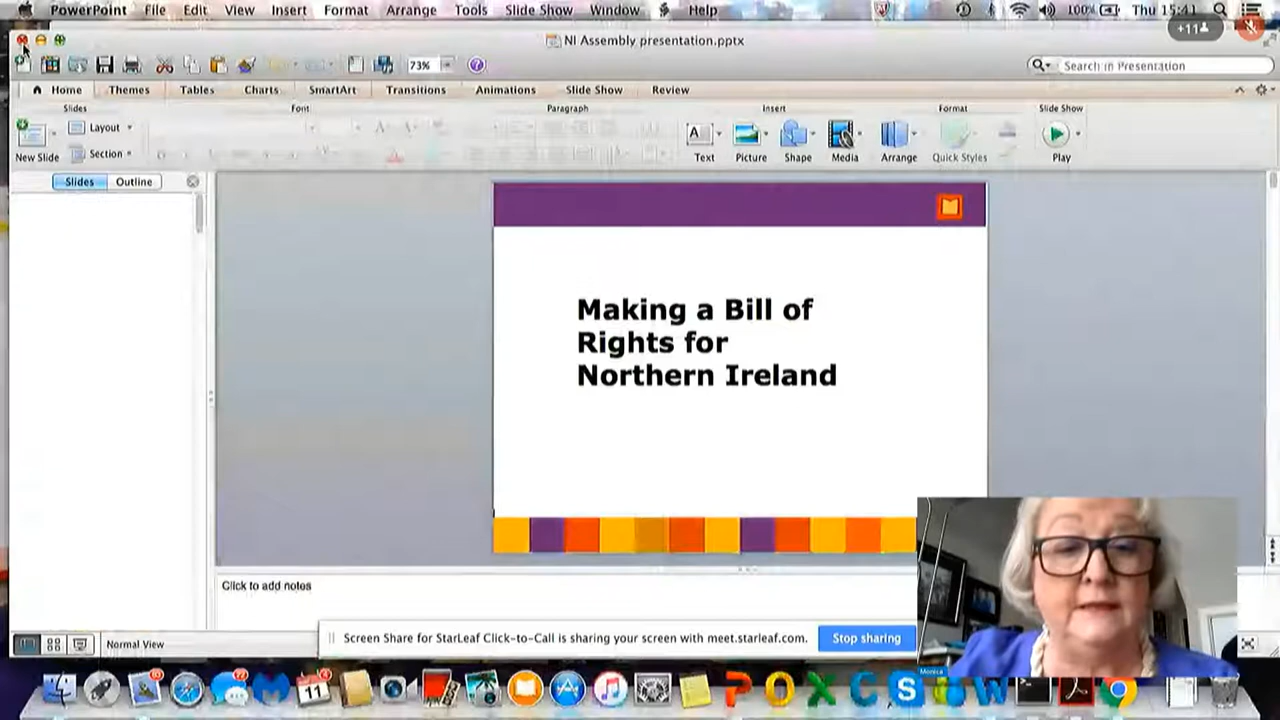 PowerPoint File Edit View Insert Format Arrange Tools Slide Show Window Help 100% Thu 15:41
+11
NI Assembly presentation.pptx
73% Search in Presentation
Home Themes Tables Charts SmartArt Transitions Animations Slide Show Review
Slides Font Paragraph Insert Format Slide Show
Layout
New Slide Section Text Picture Shape Media Arrange Quick Styles Play
Slides Outline
Making a Bill of
Rights for
Northern Ireland
Click to add notes
Normal View
Screen Share for StarLeaf Click-to-Call is sharing your screen with meet.starleaf.com. Stop sharing
Monica
11